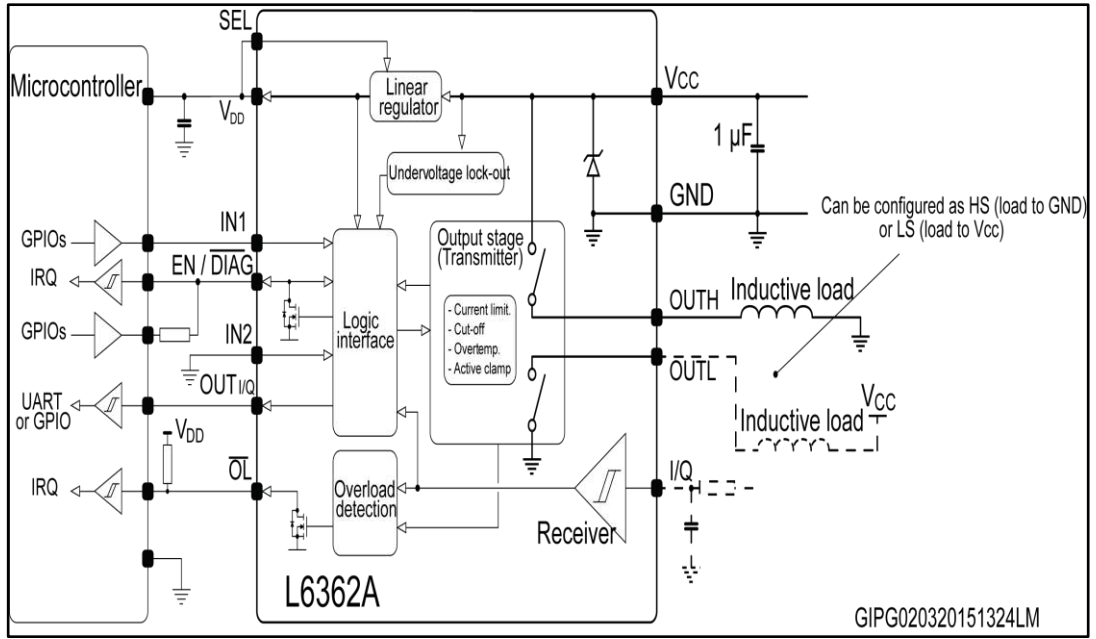 SEL
Microcontroller
VDD
Linear
regulator
VCC
1 µF
Undervoltage lock-out
GND
Can be configured as HS (load to GND)
or LS (load to Vcc)
GPIOs
IN1
IRQ
EN / DIAG
GPIOs
IN2
Logic
interface
Output stage
(Transmitter)
- Current limit.
- Cut-off
- Overtemp.
- Active clamp
OUTH
Inductive load
OUTL
VCC
Inductive load
UART
or GPIO
OUT I/Q
VDD
IRQ
OL
Overload
detection
Receiver
I/Q
L6362A
GIPG020320151324LM